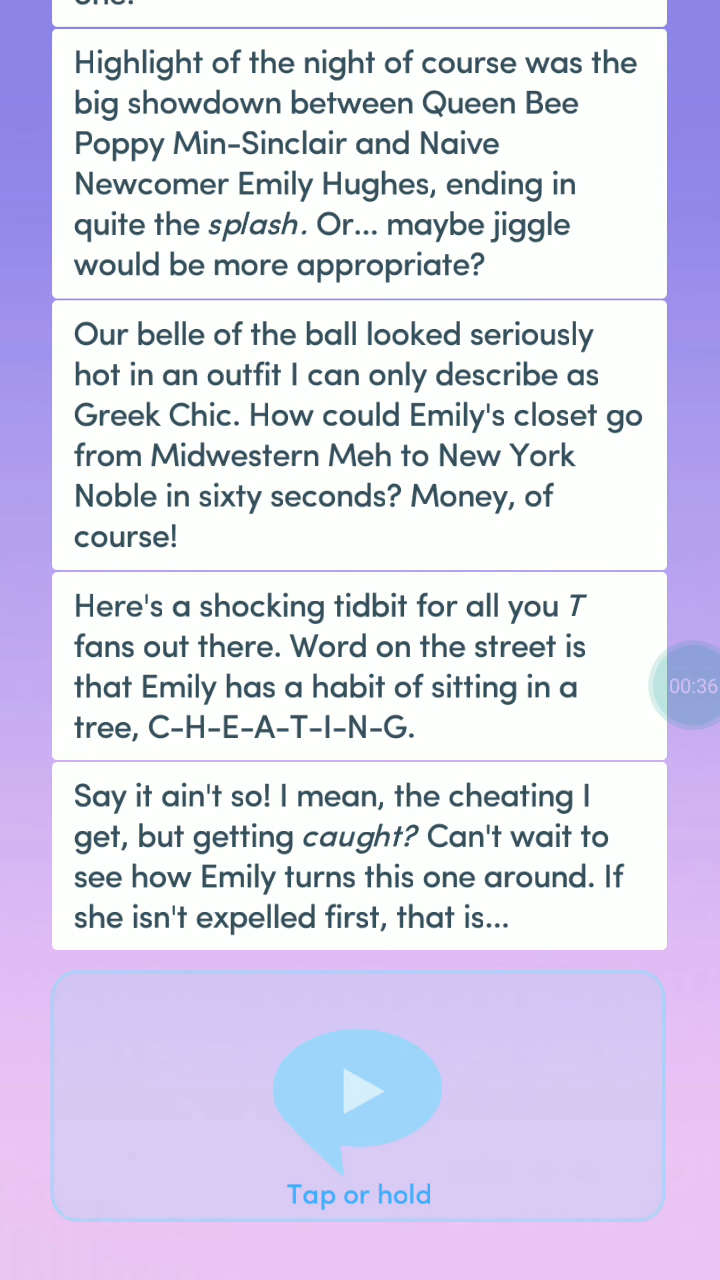 one!
Highlight of the night of course was the
big showdown between Queen Bee
Poppy Min-Sinclair and Naive
Newcomer Emily Hughes, ending in
quite the splash. Or... maybe jiggle
would be more appropriate?
Our belle of the ball looked seriously
hot in an outfit I can only describe as
Greek Chic. How could Emily's closet go
from Midwestern Meh to New York
Noble in sixty seconds? Money, of
course!
Here's a shocking tidbit for all you T
fans out there. Word on the street is
that Emily has a habit of sitting in a
tree, C-H-E-A-T-I-N-G.
00:36
Say it ain't so! I mean, the cheating I
get, but getting caught? Can't wait to
see how Emily turns this one around. If
she isn't expelled first, that is...
Tap or hold